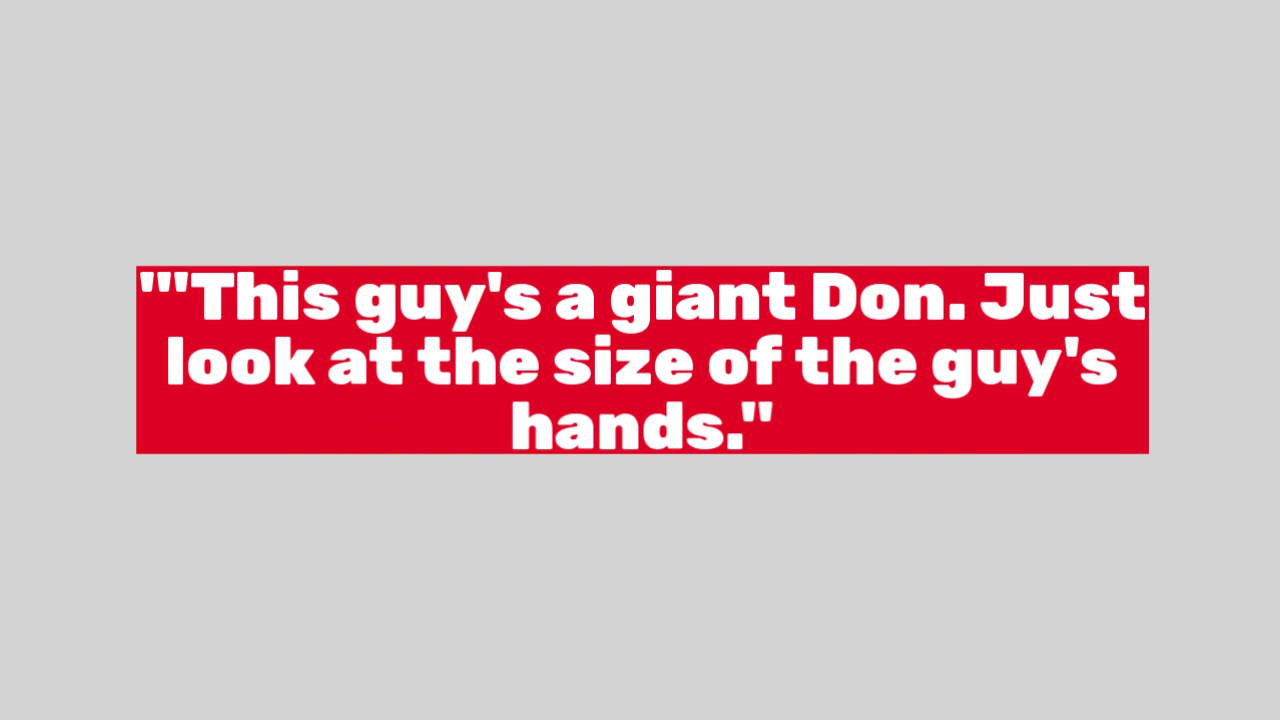 "'"This guy's a giant Don. Just
look at the size of the guy's
hands."